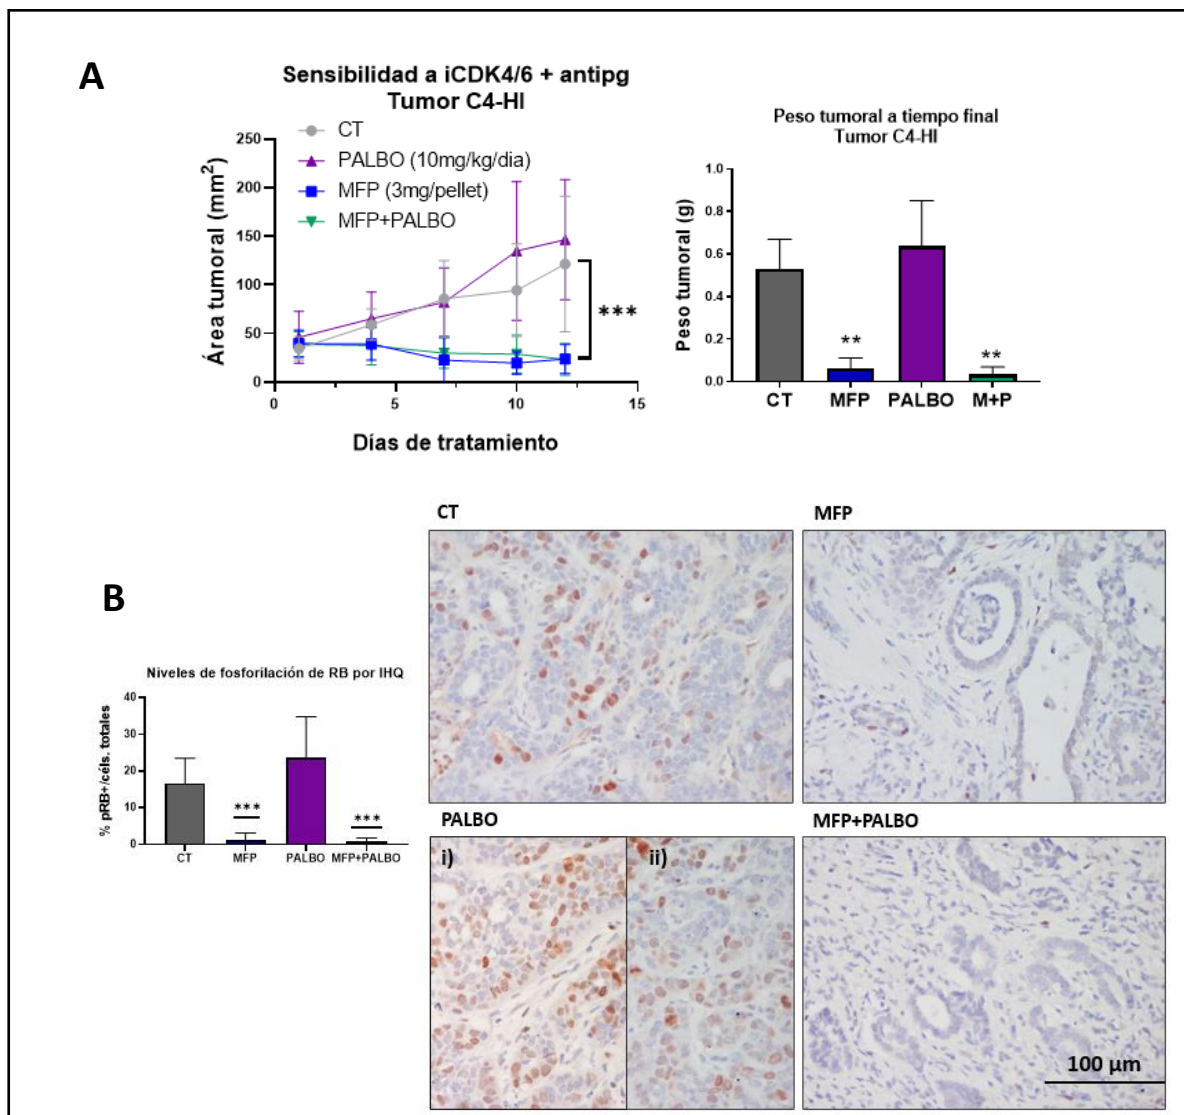 A
Sensibilidad a iCDK4/6 + antipg
Tumor C4-HI
CT
PALBO (10mg/kg/dia)
MFP (3mg/pellet)
MFP+PALBO
Área tumoral (mm²)
250
200
150
100
50
0
0
5
10
15
Días de tratamiento
***
Peso tumoral a tiempo final
Tumor C4-HI
Peso tumoral (g)
1.0
0.8
0.6
0.4
0.2
0.0
**
**
CT
MFP
PALBO
M+P
B
Niveles de fosforilación de RB por IHQ
% pRB+/céls. totales
40
30
20
10
0
***
***
CT
MFP
PALBO
MFP+PALBO
CT
MFP
PALBO
MFP+PALBO
i)
ii)
100 µm